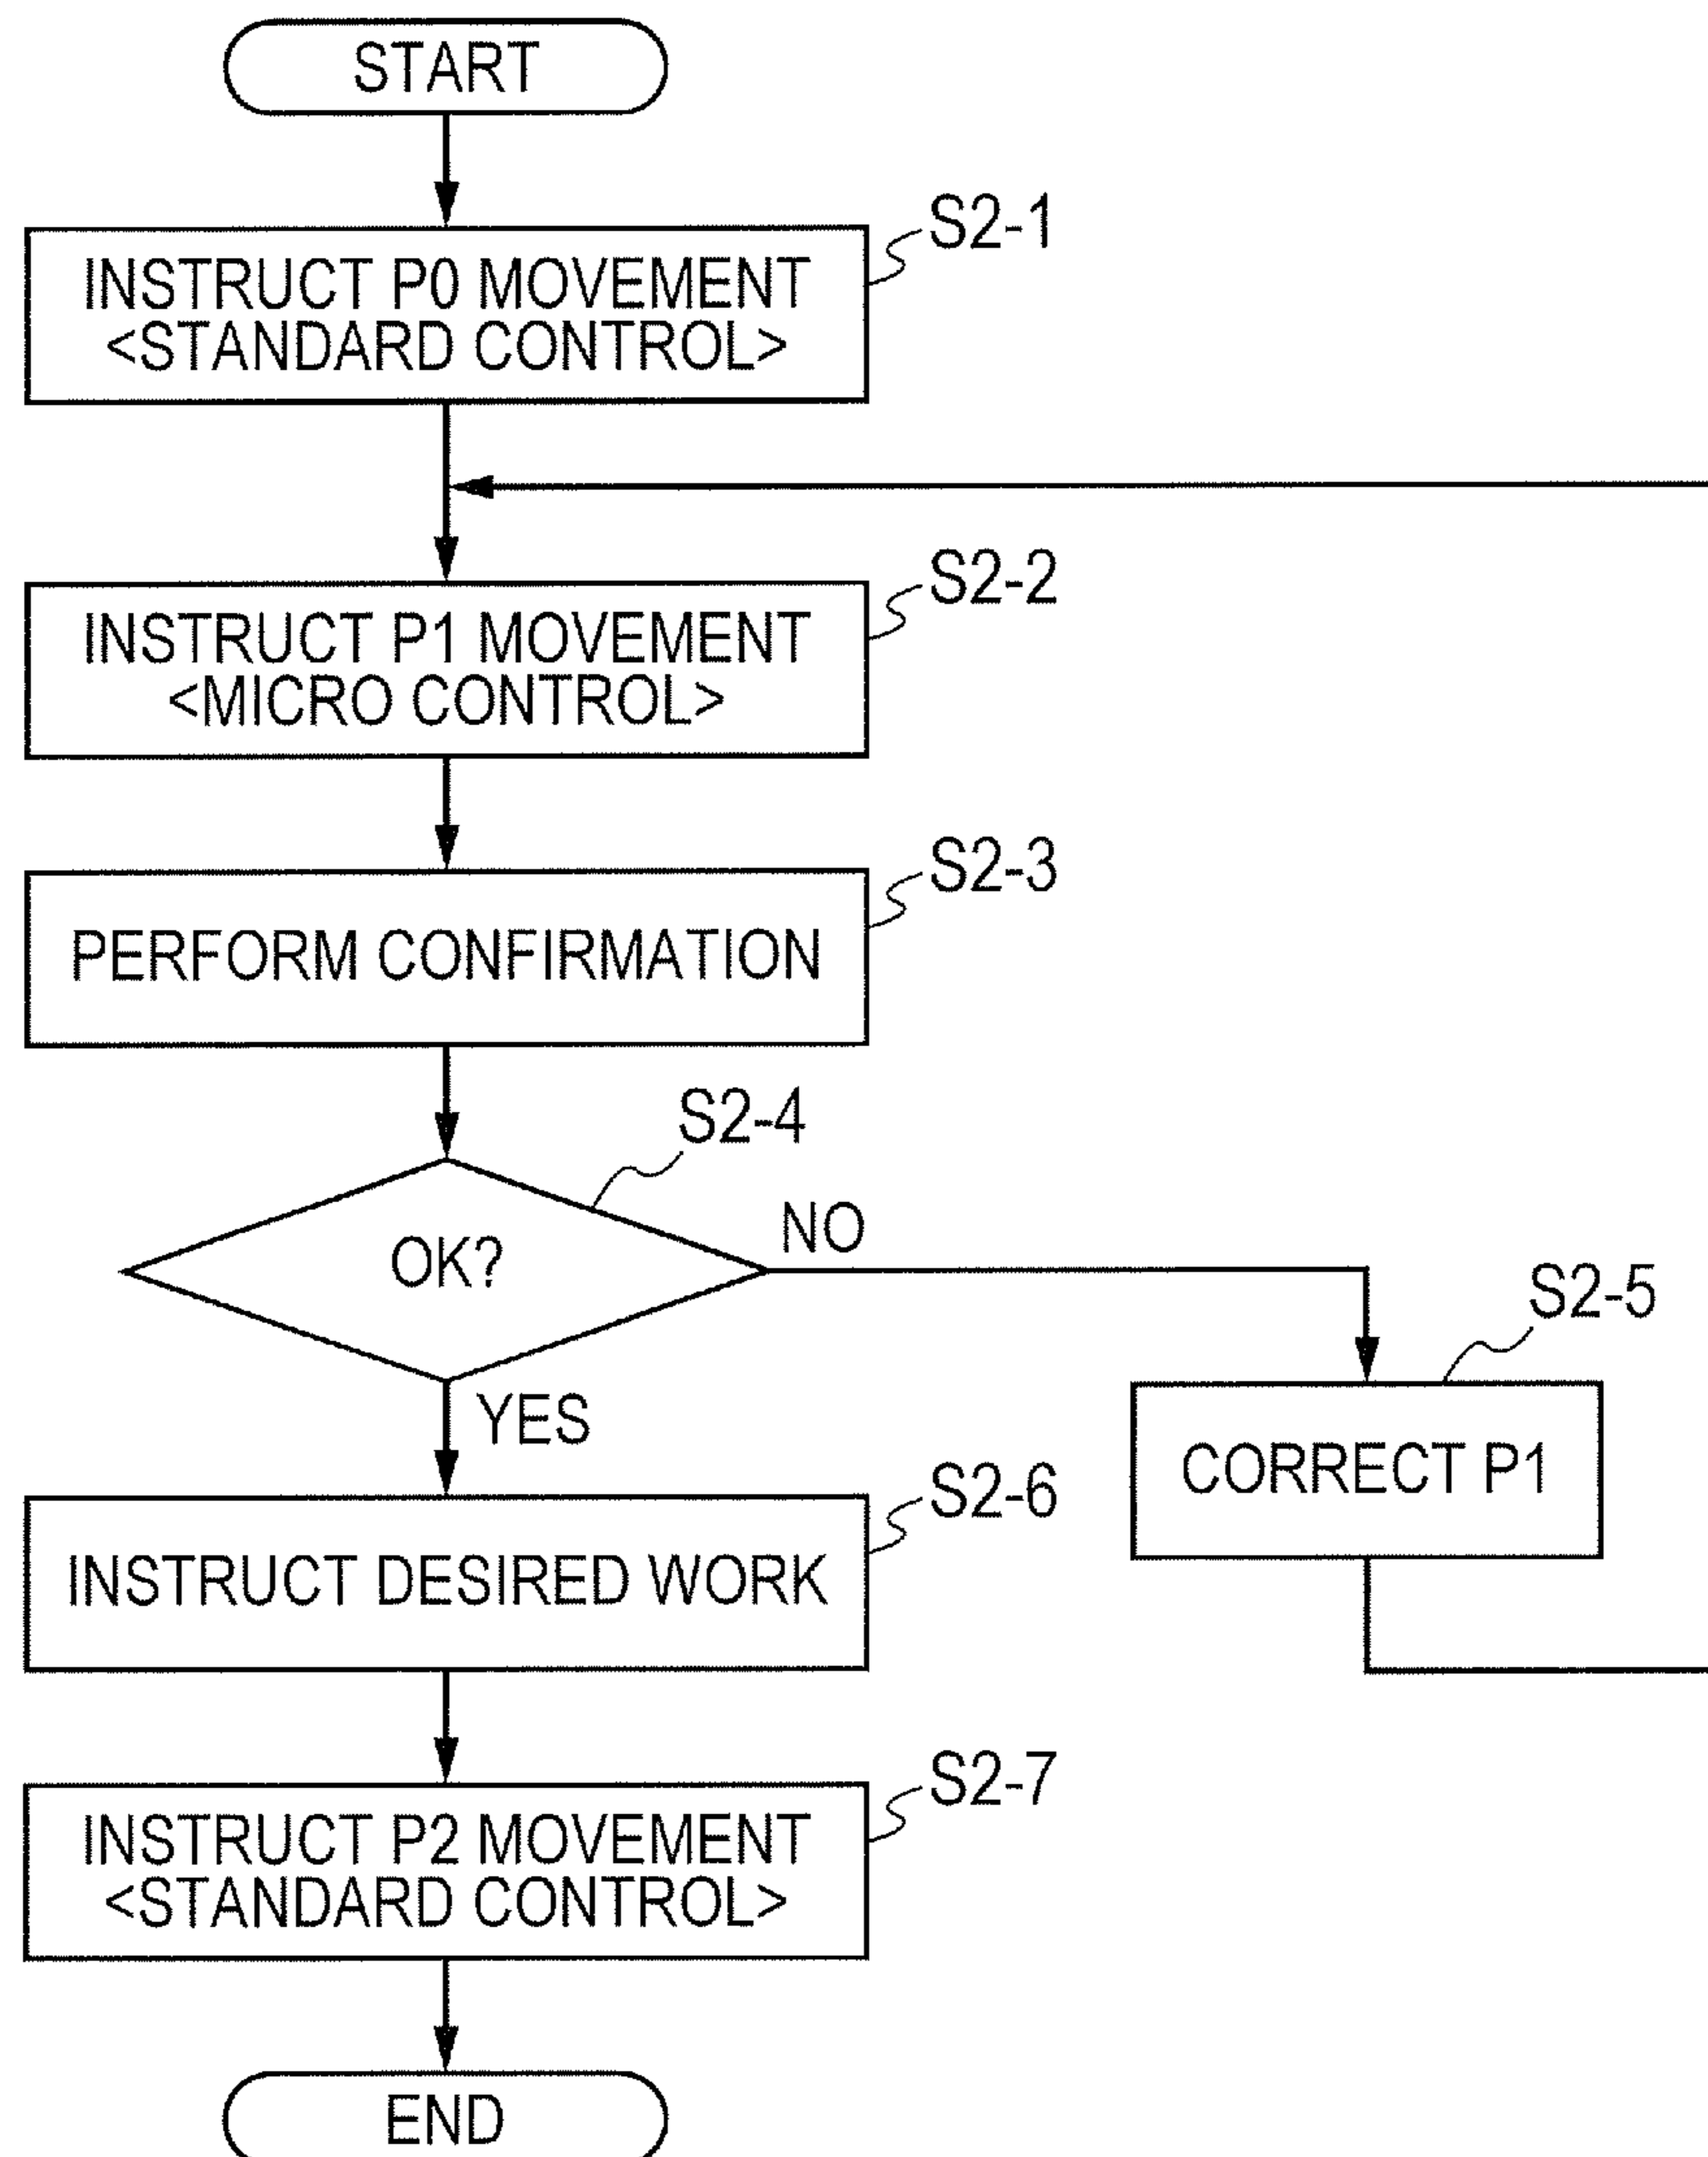 START
S2-1
INSTRUCT P0 MOVEMENT
<STANDARD CONTROL>
S2-2
INSTRUCT P1 MOVEMENT
<MICRO CONTROL>
S2-3
PERFORM CONFIRMATION
S2-4
OK?
NO
YES
S2-5
CORRECT P1
S2-6
INSTRUCT DESIRED WORK
S2-7
INSTRUCT P2 MOVEMENT
<STANDARD CONTROL>
END